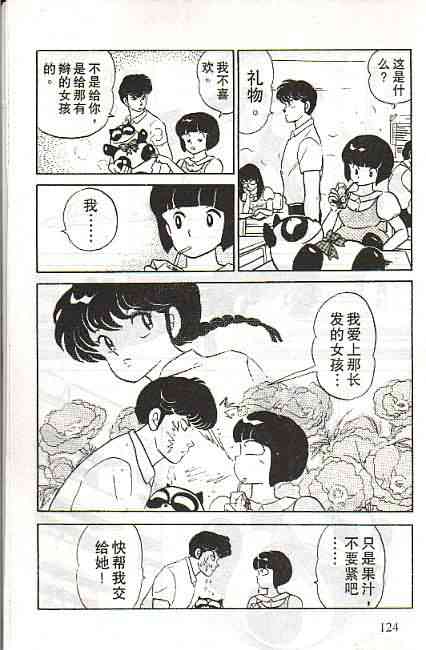 这是什
么？
礼物。
我不喜
欢。
不是给你，
是给那有
辫的女孩
的。
我……
我爱上那长
发的女孩…
只是果汁，
不要紧吧
……
快帮我交
给她！
124